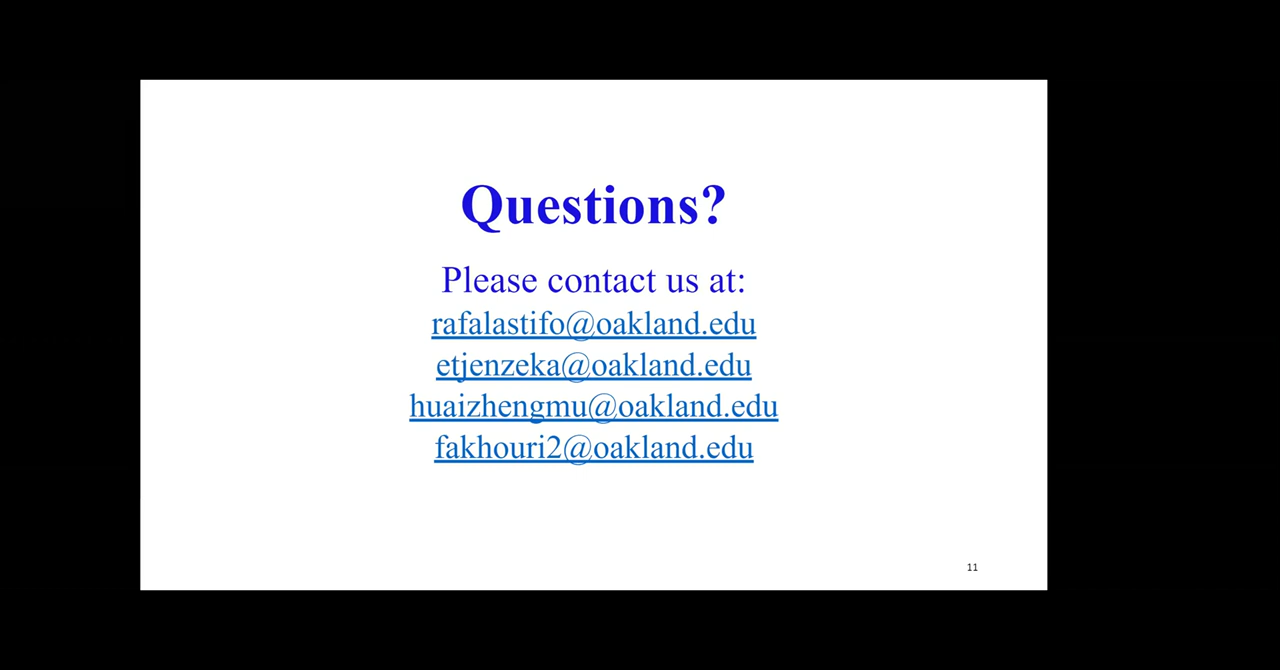 Questions?
Please contact us at:
rafalastifo@oakland.edu
etjenzeka@oakland.edu
huaizhengmu@oakland.edu
fakhouri2@oakland.edu
11